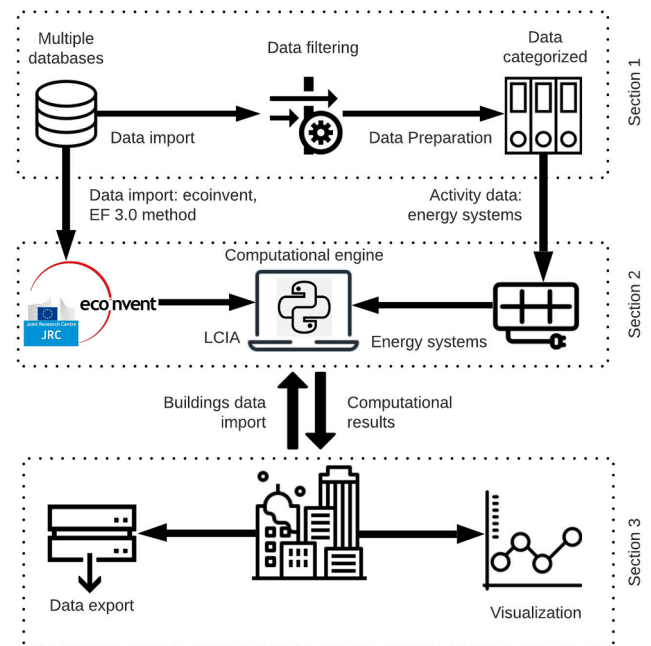 Multiple
databases
Data filtering
Data
categorized
Data import
Data Preparation
Section 1
Data import: ecoinvent,
EF 3.0 method
Activity data:
energy systems
Computational engine
ecoinvent
Joint Research Centre
JRC
LCIA
Energy systems
Section 2
Buildings data
import
Computational
results
Data export
Visualization
Section 3